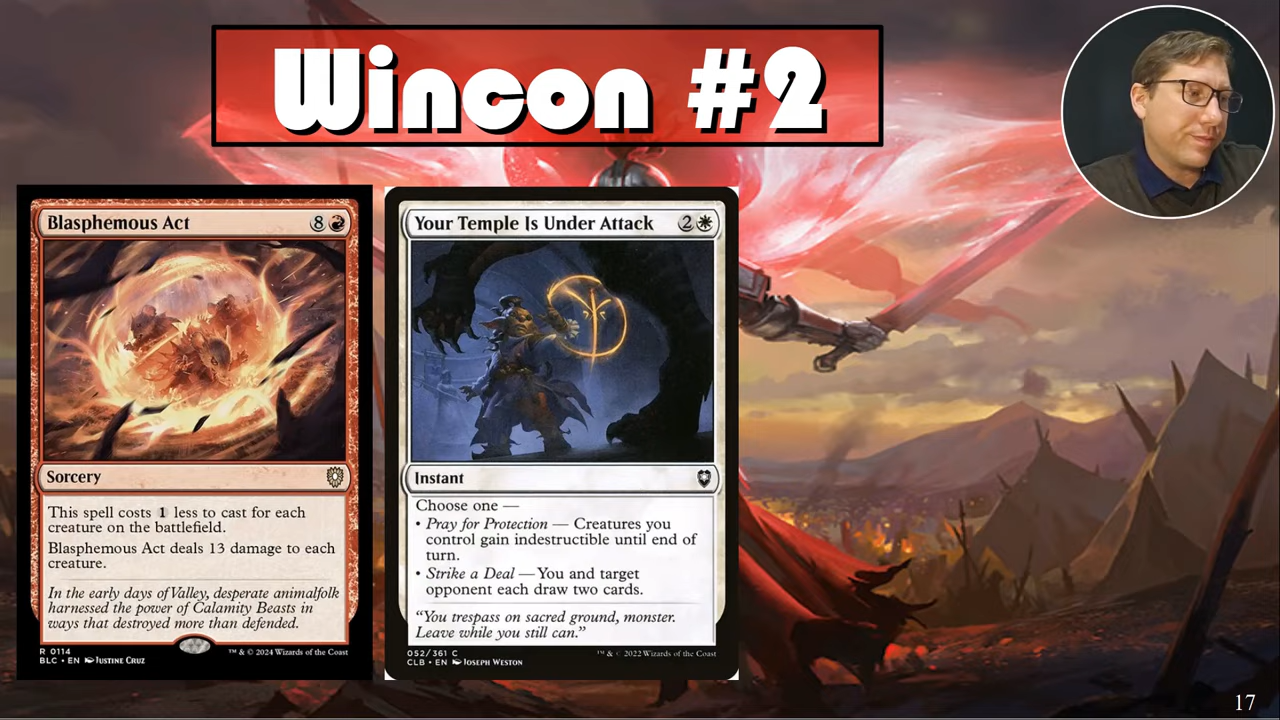 Wincon #2
Blasphemous Act 8
Sorcery
This spell costs 1 less to cast for each
creature on the battlefield.
Blasphemous Act deals 13 damage to each
creature.
In the early days of Valley, desperate animalfolk
harnessed the power of Calamity Beasts in
ways that destroyed more than defended.
R 0114
BLC • EN Justine Cruz
™ & © 2024 Wizards of the Coast
Your Temple Is Under Attack 2
Instant
Choose one —
• Pray for Protection — Creatures you
control gain indestructible until end of
turn.
• Strike a Deal — You and target
opponent each draw two cards.
“You trespass on sacred ground, monster.
Leave while you still can.”
052/361 C
CLB • EN Joseph Weston
™ & © 2022 Wizards of the Coast
17